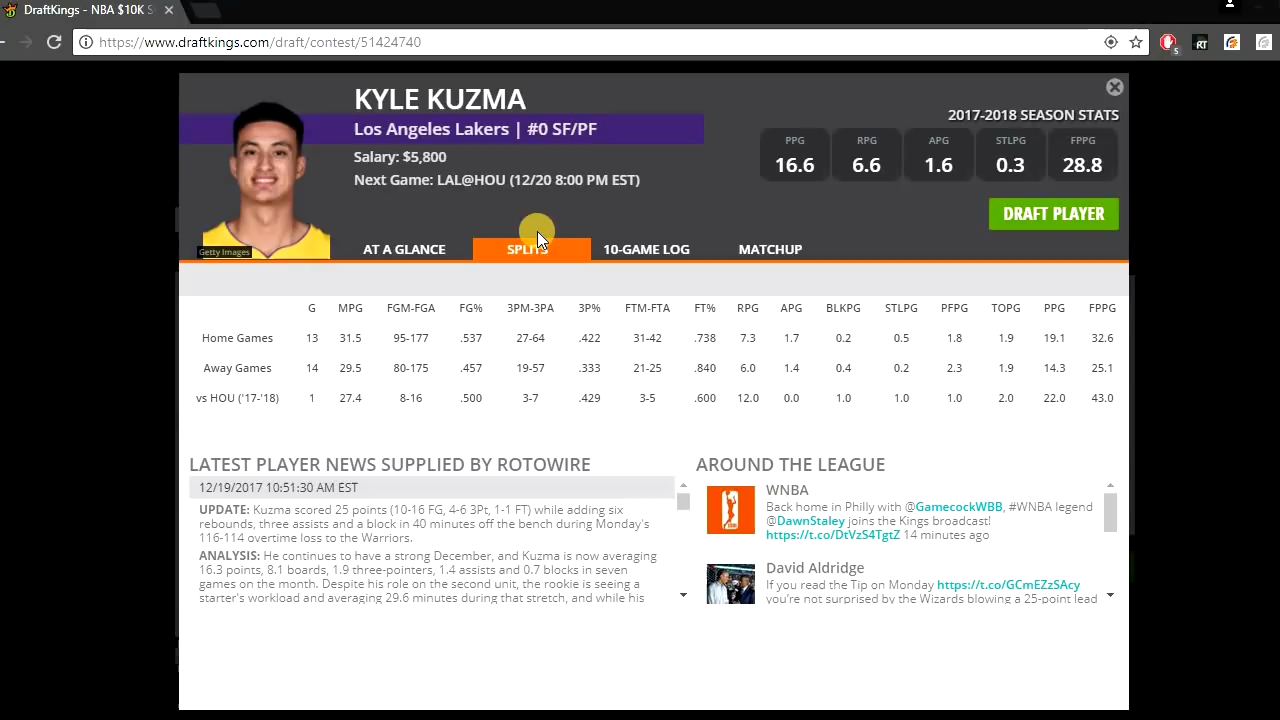 DraftKings - NBA $10K S
https://www.draftkings.com/draft/contest/51424740
5
RT
KYLE KUZMA
Los Angeles Lakers | #0 SF/PF
Salary: $5,800
Next Game: LAL@HOU (12/20 8:00 PM EST)
Getty Images
2017-2018 SEASON STATS
PPG RPG APG STLPG FPPG
16.6 6.6 1.6 0.3 28.8
DRAFT PLAYER
AT A GLANCE SPLITS 10-GAME LOG MATCHUP
G MPG FGM-FGA FG% 3PM-3PA 3P% FTM-FTA FT% RPG APG BLKPG STLPG PFPG TOPG PPG FPPG
Home Games 13 31.5 95-177 .537 27-64 .422 31-42 .738 7.3 1.7 0.2 0.5 1.8 1.9 19.1 32.6
Away Games 14 29.5 80-175 .457 19-57 .333 21-25 .840 6.0 1.4 0.4 0.2 2.3 1.9 14.3 25.1
vs HOU ('17-'18) 1 27.4 8-16 .500 3-7 .429 3-5 .600 12.0 0.0 1.0 1.0 1.0 2.0 22.0 43.0
LATEST PLAYER NEWS SUPPLIED BY ROTOWIRE
12/19/2017 10:51:30 AM EST
UPDATE: Kuzma scored 25 points (10-16 FG, 4-6 3Pt, 1-1 FT) while adding six
rebounds, three assists and a block in 40 minutes off the bench during Monday's
116-114 overtime loss to the Warriors.
ANALYSIS: He continues to have a strong December, and Kuzma is now averaging
16.3 points, 8.1 boards, 1.9 three-pointers, 1.4 assists and 0.7 blocks in seven
games on the month. Despite his role on the second unit, the rookie is seeing a
starter's workload and averaging 29.6 minutes during that stretch, and while his
AROUND THE LEAGUE
WNBA
Back home in Philly with @GamecockWBB, #WNBA legend
@DawnStaley joins the Kings broadcast!
https://t.co/DtVzS4TgtZ 14 minutes ago
David Aldridge
If you read the Tip on Monday https://t.co/GCmEZzSAcy
you're not surprised by the Wizards blowing a 25-point lead